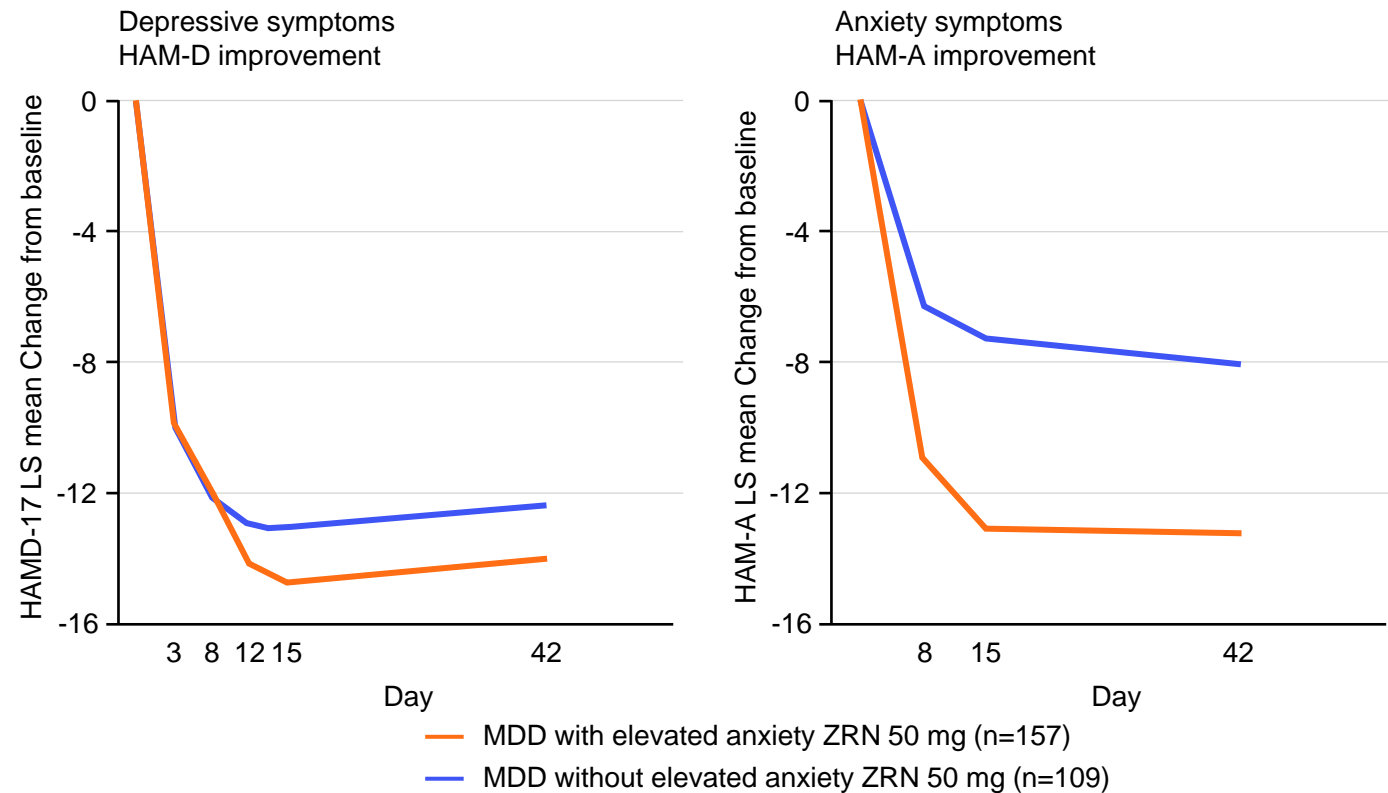 Depressive symptoms
HAM-D improvement
HAMD-17 LS mean Change from baseline
0
-4
-8
-12
-16
3 8 12 15 42
Day
Anxiety symptoms
HAM-A improvement
HAM-A LS mean Change from baseline
0
-4
-8
-12
-16
8 15 42
Day
MDD with elevated anxiety ZRN 50 mg (n=157)
MDD without elevated anxiety ZRN 50 mg (n=109)